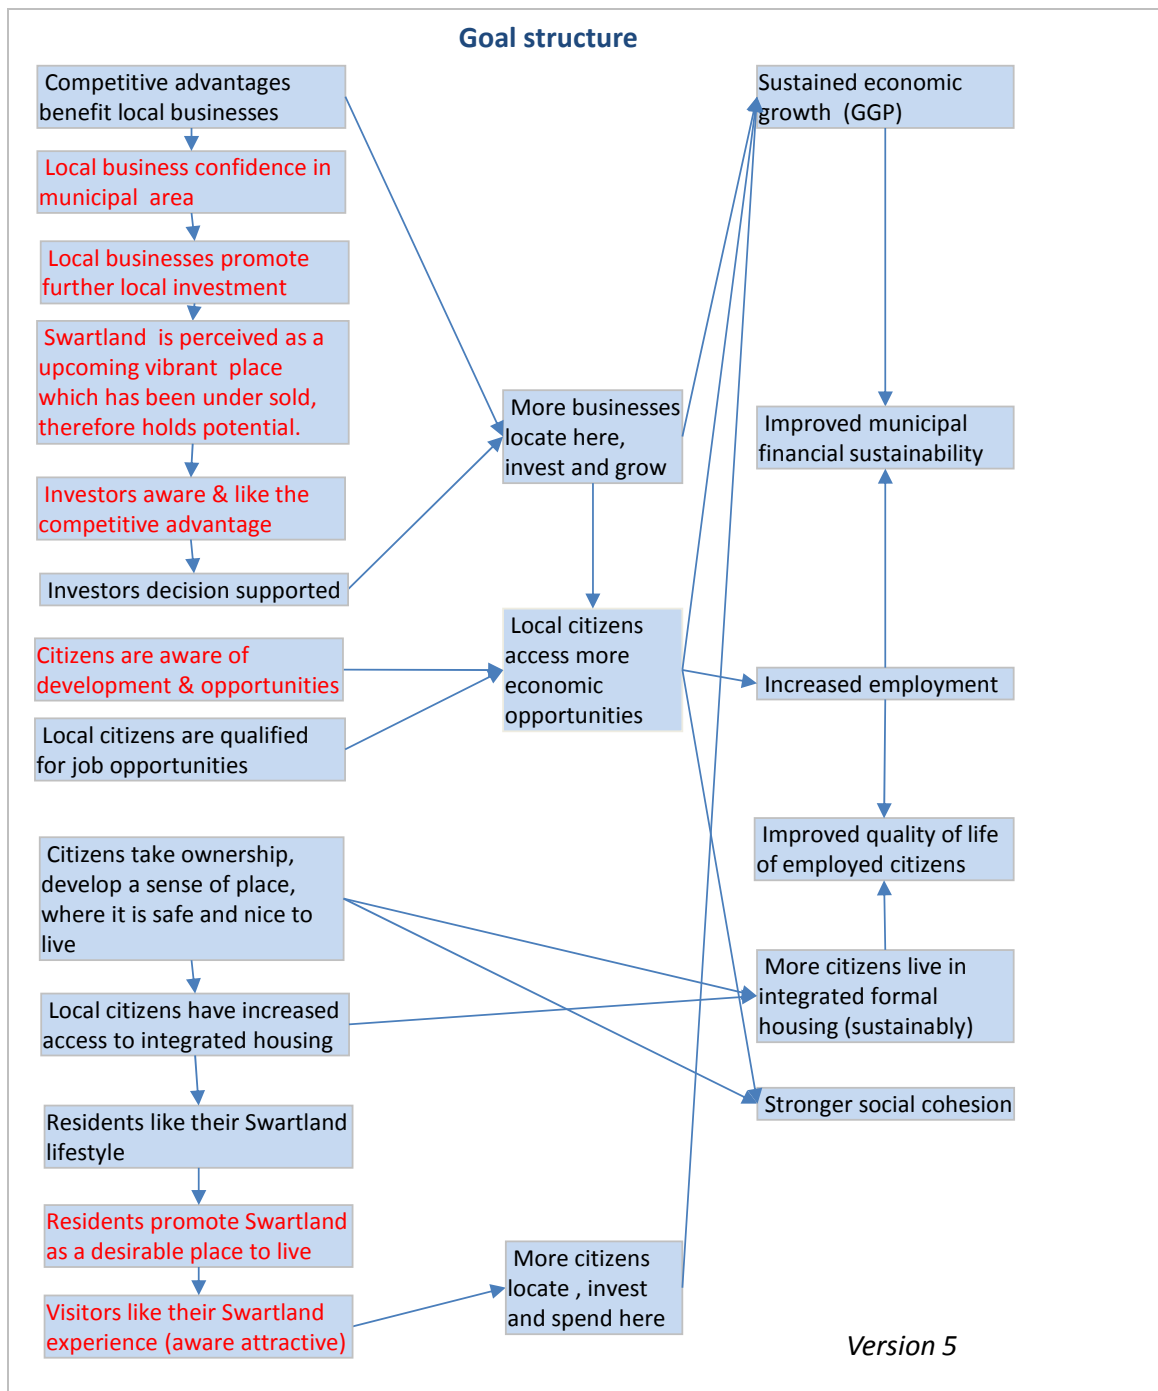 Goal structure
Competitive advantages
benefit local businesses
Local business confidence in
municipal area
Local businesses promote
further local investment
Swartland is perceived as a
upcoming vibrant place
which has been under sold,
therefore holds potential.
Investors aware & like the
competitive advantage
Investors decision supported
Citizens are aware of
development & opportunities
Local citizens are qualified
for job opportunities
Citizens take ownership,
develop a sense of place,
where it is safe and nice to
live
Local citizens have increased
access to integrated housing
Residents like their Swartland
lifestyle
Residents promote Swartland
as a desirable place to live
Visitors like their Swartland
experience (aware attractive)
More businesses
locate here,
invest and grow
Local citizens
access more
economic
opportunities
More citizens
locate , invest
and spend here
Sustained economic
growth (GGP)
Improved municipal
financial sustainability
Increased employment
Improved quality of life
of employed citizens
More citizens live in
integrated formal
housing (sustainably)
Stronger social cohesion
Version 5